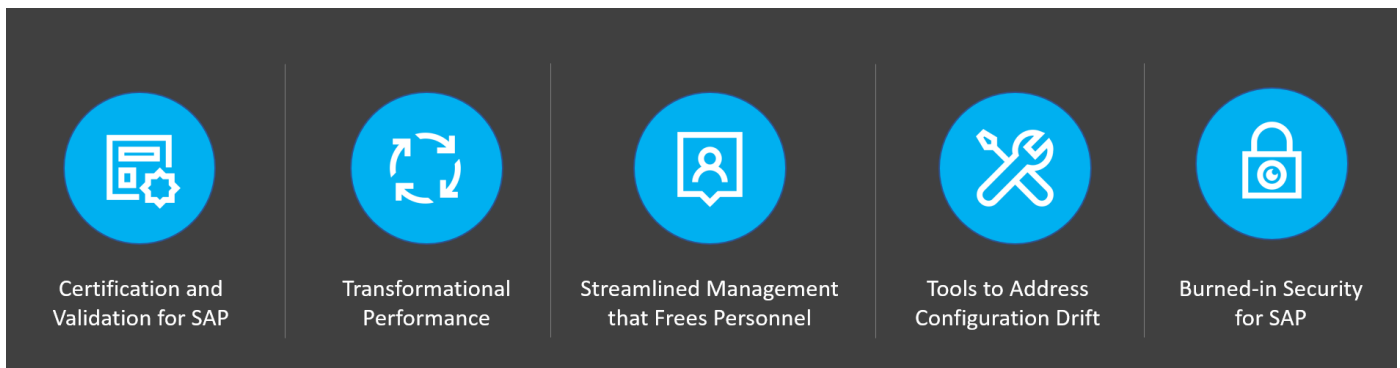 Certification and
Validation for SAP
Transformational
Performance
Streamlined Management
that Frees Personnel
Tools to Address
Configuration Drift
Burned-in Security
for SAP